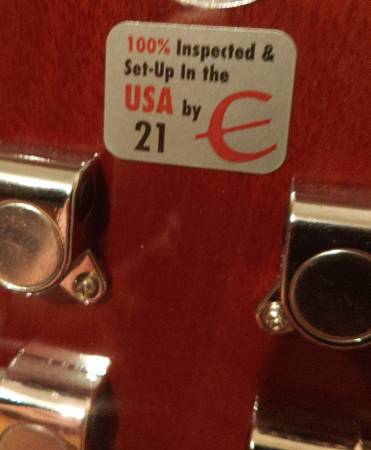 100% Inspected &
Set-Up In the
USA by
21